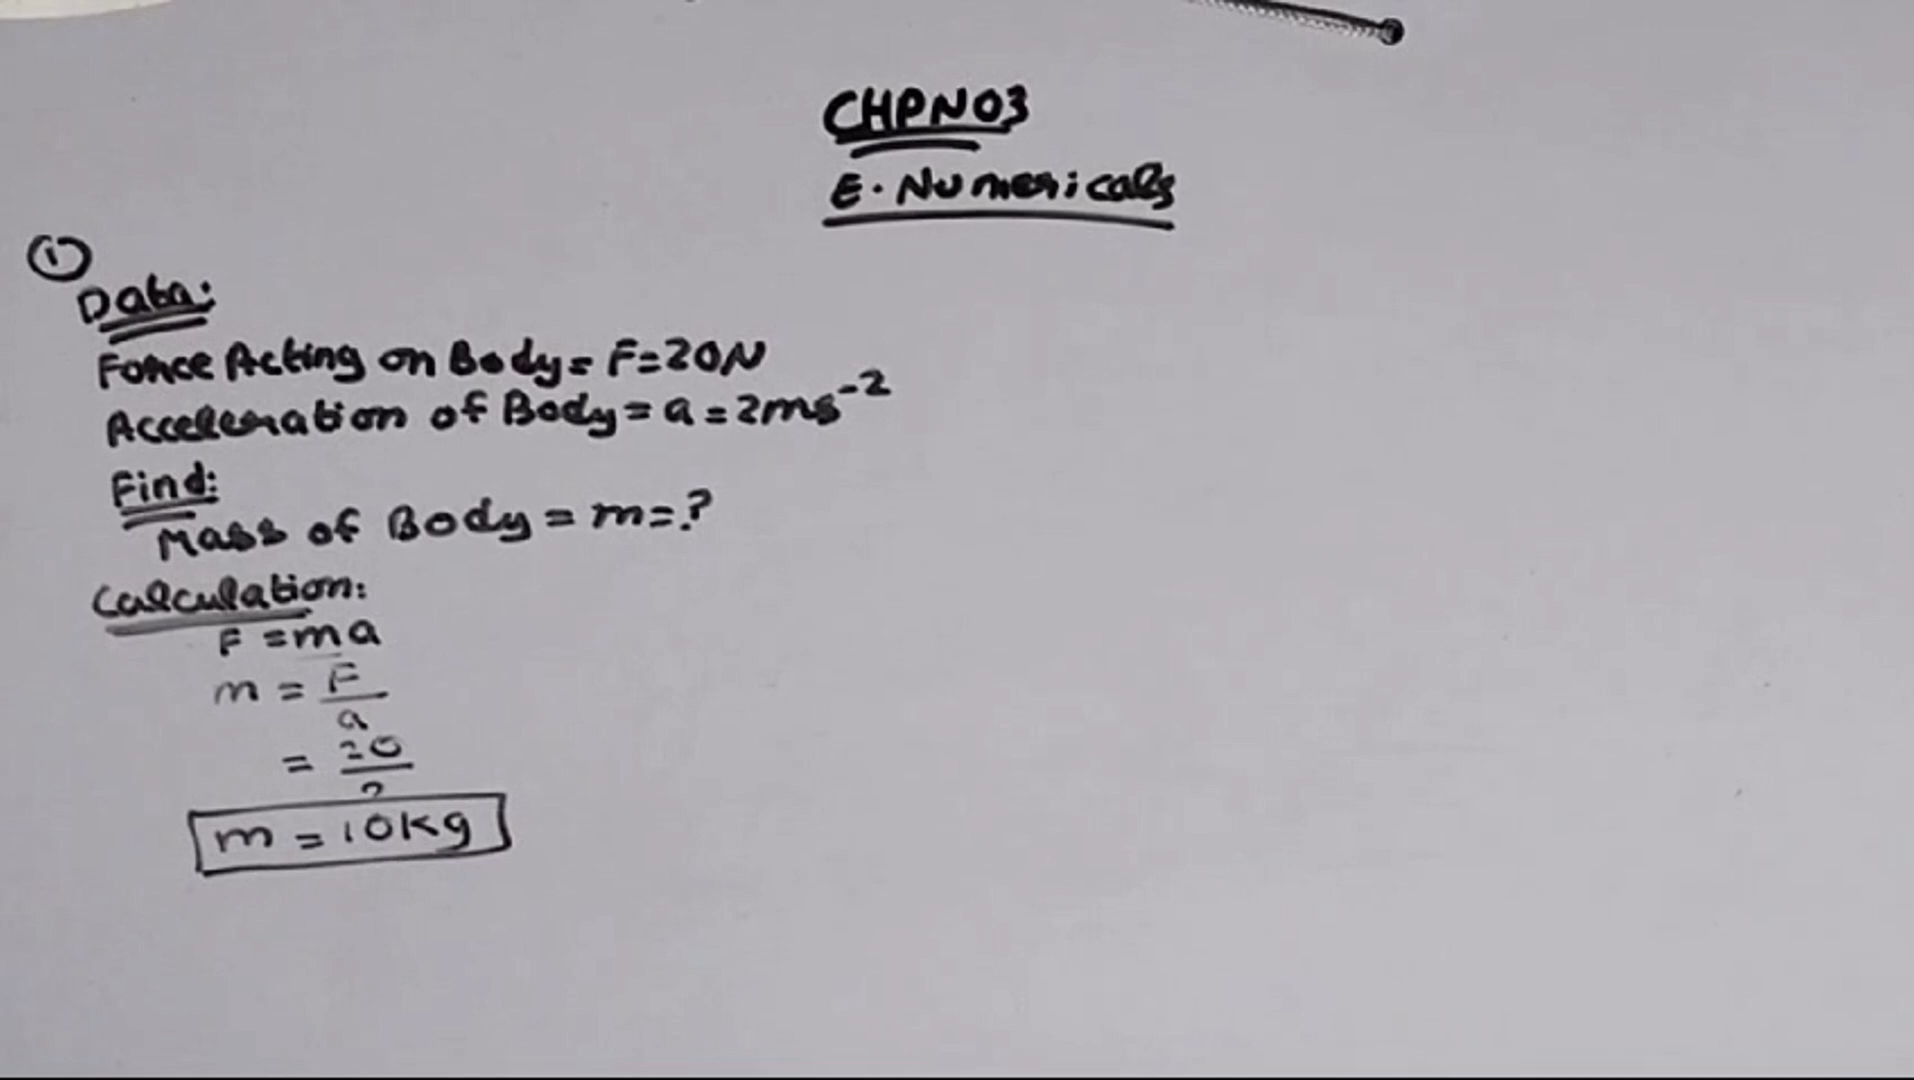 CHPNO3
E. Numericals
①
Data:
Force Acting on Body = F=20N
Acceleration of Body = a = 2ms⁻²
Find:
Mass of Body = m=?
Calculation:
F = ma
m = F/a
= 20/2
m = 10kg